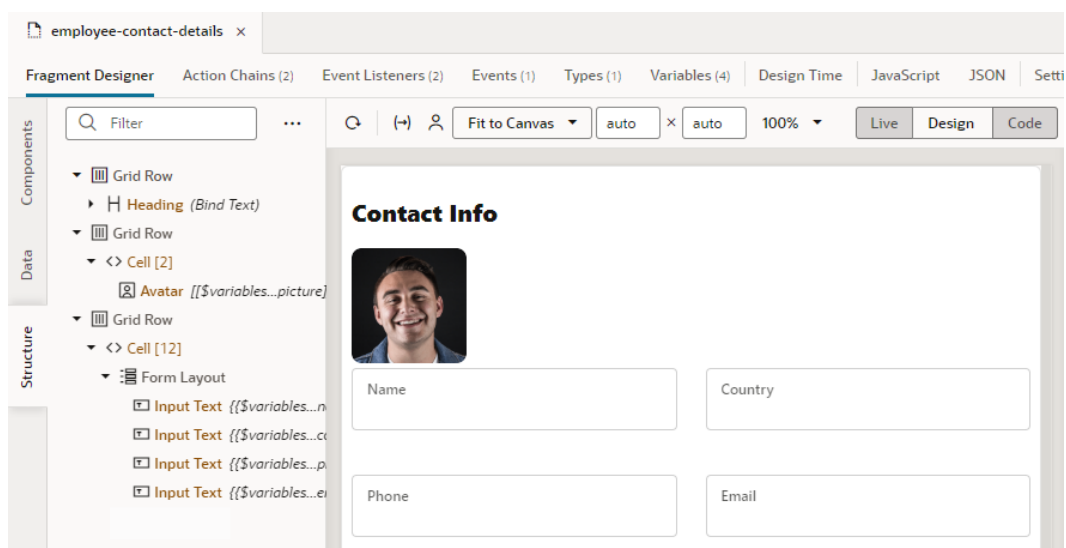 employee-contact-details ×
Fragment Designer Action Chains (2) Event Listeners (2) Events (1) Types (1) Variables (4) Design Time JavaScript JSON Setti
Components
Data
Structure
Filter ...
Grid Row
Heading (Bind Text)
Grid Row
<> Cell [2]
Avatar [[$variables...picture]
Grid Row
<> Cell [12]
Form Layout
Input Text {{$variables...n
Input Text {{$variables...c
Input Text {{$variables...p
Input Text {{$variables...e
Fit to Canvas auto × auto 100% Live Design Code
Contact Info
Name Country
Phone Email